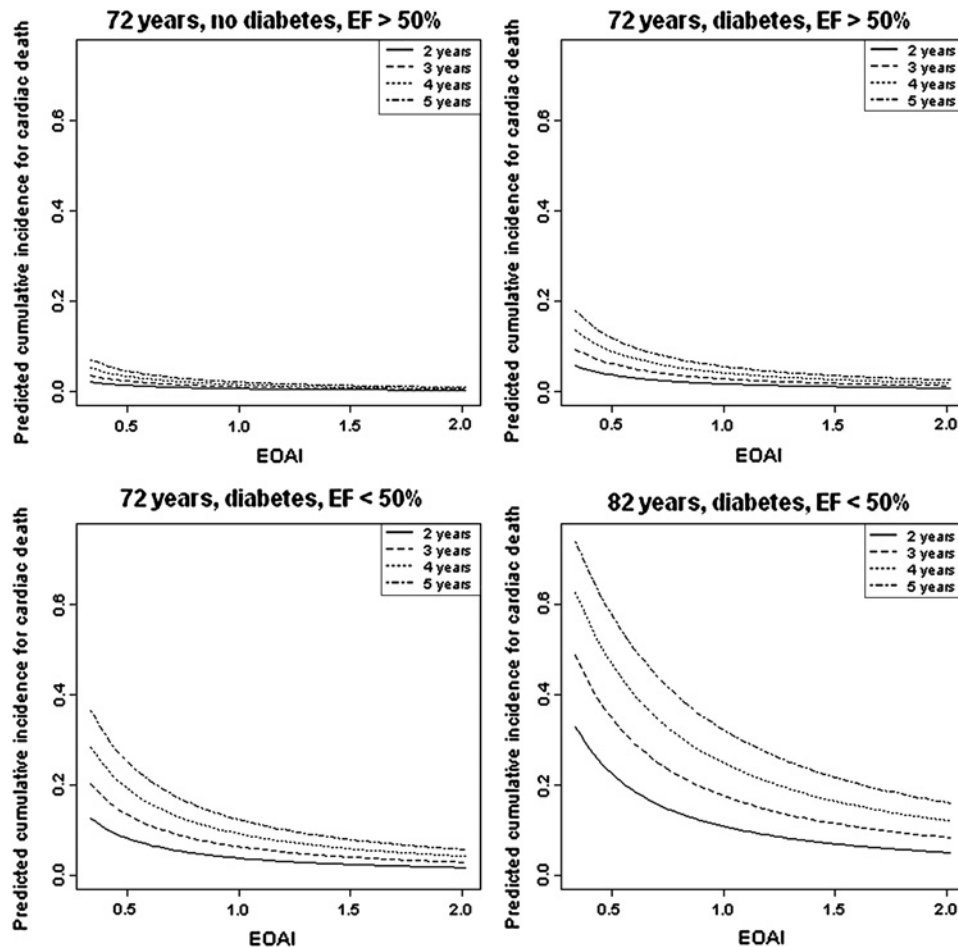 72 years, no diabetes, EF > 50%
Predicted cumulative incidence for cardiac death
0.6
0.4
0.2
0.0
2 years
3 years
4 years
5 years
0.5
1.0
1.5
2.0
EOAI
72 years, diabetes, EF > 50%
Predicted cumulative incidence for cardiac death
0.6
0.4
0.2
0.0
2 years
3 years
4 years
5 years
0.5
1.0
1.5
2.0
EOAI
72 years, diabetes, EF < 50%
Predicted cumulative incidence for cardiac death
0.6
0.4
0.2
0.0
2 years
3 years
4 years
5 years
0.5
1.0
1.5
2.0
EOAI
82 years, diabetes, EF < 50%
Predicted cumulative incidence for cardiac death
0.6
0.4
0.2
0.0
2 years
3 years
4 years
5 years
0.5
1.0
1.5
2.0
EOAI